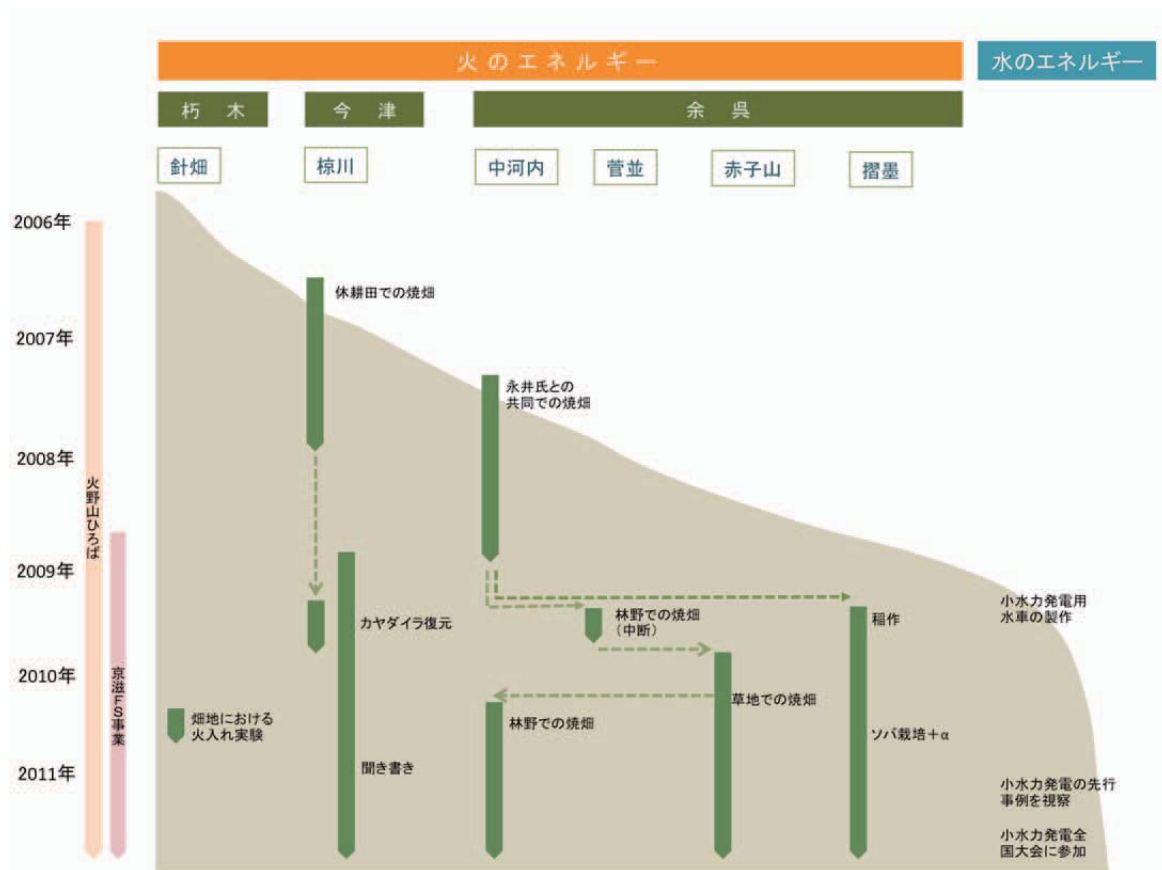 火のエネルギー
水のエネルギー
朽木
今津
余呉
針畑
椋川
中河内
菅並
赤子山
摺墨
2006年
2007年
2008年
2009年
2010年
2011年
火野山ひろば
京滋FS事業
休耕田での焼畑
永井氏との
共同での焼畑
カヤダイラ復元
林野での焼畑
(中断)
稲作
小水力発電用
水車の製作
畑地における
火入れ実験
林野での焼畑
草地での焼畑
ソバ栽培+α
聞き書き
小水力発電の先行
事例を視察
小水力発電全
国大会に参加